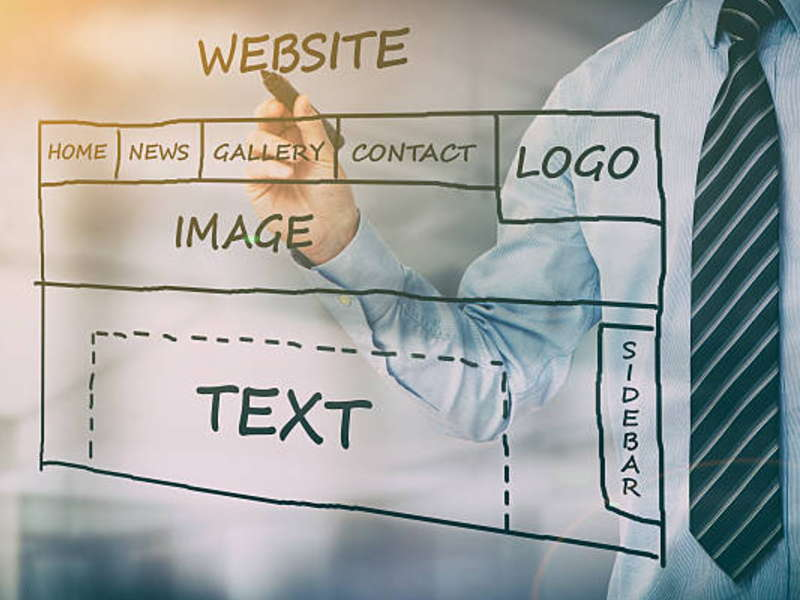 WEBSITE
HOME NEWS GALLERY CONTACT LOGO
IMAGE
TEXT
SIDEBAR